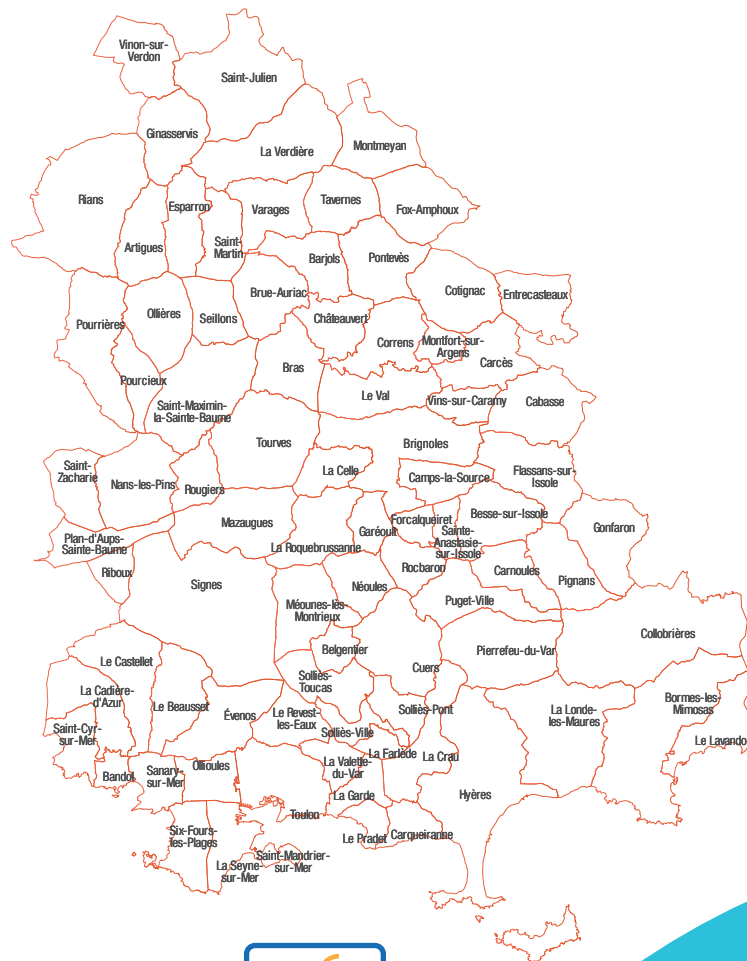 Vinon-sur-
Verdon
Saint-Julien
Ginasservis
La Verdière
Montmeyan
Rians
Esparron
Varages
Tavernes
Fox-Amphoux
Artigues
Saint-
Martin
Barjols
Pontevès
Brue-Auriac
Cotignac
Entrecasteaux
Pourrières
Ollières
Seillons
Châteauvert
Correns
Montfort-sur-
Argens
Carcès
Pourcieux
Bras
Saint-Maximin-
la-Sainte-Baume
Le Val
Vins-sur-Caramy
Cabasse
Tourves
Brignoles
Saint-
Zacharie
Nans-les-Pins
Rougiers
La Celle
Camps-la-Source
Flassans-sur-
Issole
Mazaugues
Garéoult
Forcalqueiret
Sainte-
Anastasie-
sur-Issole
Besse-sur-Issole
Gonfaron
Plan-d'Aups-
Sainte-Baume
La Roquebrussanne
Riboux
Signes
Néoules
Rocbaron
Carnoules
Pignans
Méounes-lès-
Montrieux
Puget-Ville
Collobrières
Le Castellet
Belgentier
Cuers
Pierrefeu-du-Var
Solliès-
Toucas
La Cadière-
d'Azur
Le Beausset
Évenos
Le Revest-
les-Eaux
Solliès-Pont
La Londe-
les-Maures
Bormes-les-
Mimosas
Saint-Cyr-
sur-Mer
Solliès-Ville
Le Lavando
Bandol
Sanary-
sur-Mer
Ollioules
La Valette-
du-Var
La Farlède
La Crau
La Garde
Hyères
Toulon
Six-Fours-
les-Plages
Le Pradet
Carqueiranne
La Seyne-
sur-Mer
Saint-Mandrier-
sur-Mer